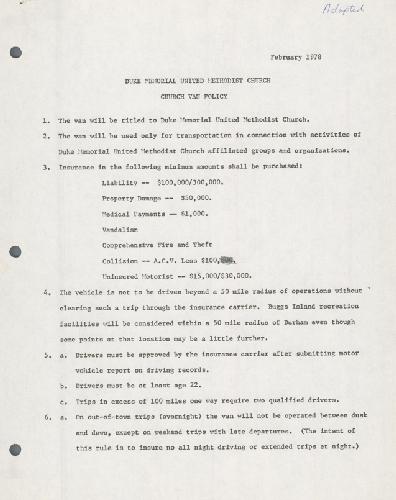 Adopted
February 1978
DUKE MEMORIAL UNITED METHODIST CHURCH
CHURCH VAN POLICY
1. The van will be titled to Duke Memorial United Methodist Church.
2. The van will be used only for transportation in connection with activities of
Duke Memorial United Methodist Church affiliated groups and organizations.
3. Insurance in the following minimum amounts shall be purchased:
Liability -- $100,000/300,000.
Property Damage -- $50,000.
Medical Payments -- $1,000.
Vandalism
Comprehensive Fire and Theft
Collision -- A.C.V. Less $100.
Uninsured Motorist -- $15,000/$30,000.
4. The vehicle is not to be driven beyond a 50 mile radius of operations without
clearing such a trip through the insurance carrier. Buggs Island recreation
facilities will be considered within a 50 mile radius of Durham even though
some points at that location may be a little further.
5. a. Drivers must be approved by the insurance carrier after submitting motor
vehicle report on driving records.
b. Drivers must be at least age 22.
c. Trips in excess of 100 miles one way require two qualified drivers.
6. a. On out-of-town trips (overnight) the van will not be operated between dusk
and dawn, except on weekend trips with late departures. (The intent of
this rule is to insure no all night driving or extended trips at night.)